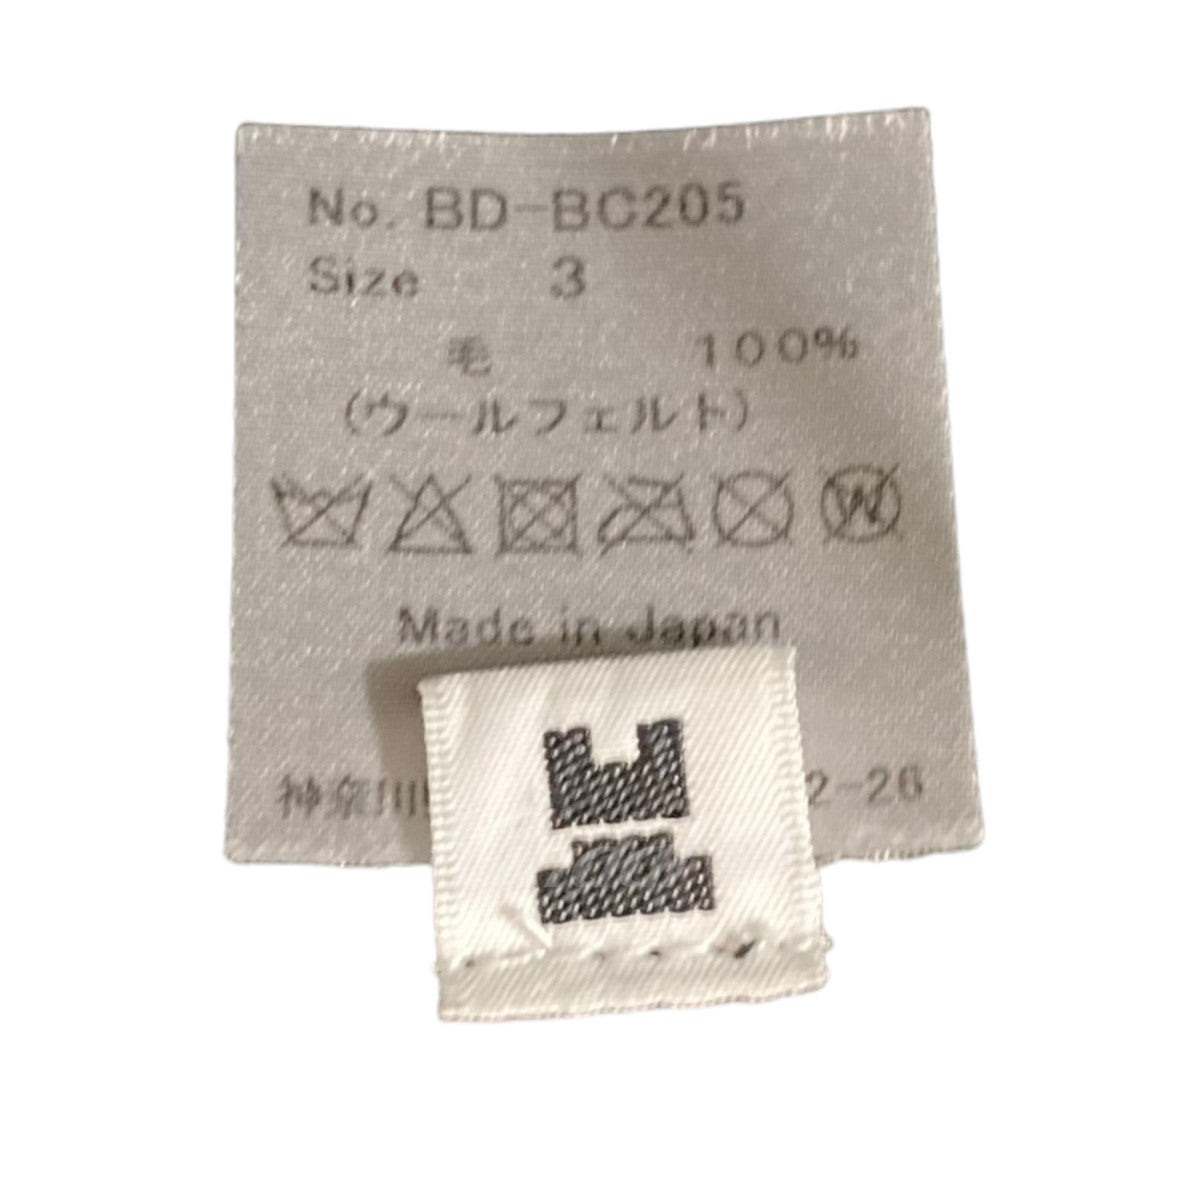 No. BD-BC205
Size 3
毛 100%
(ウールフェルト)
W
Made in Japan
神奈川 2-26